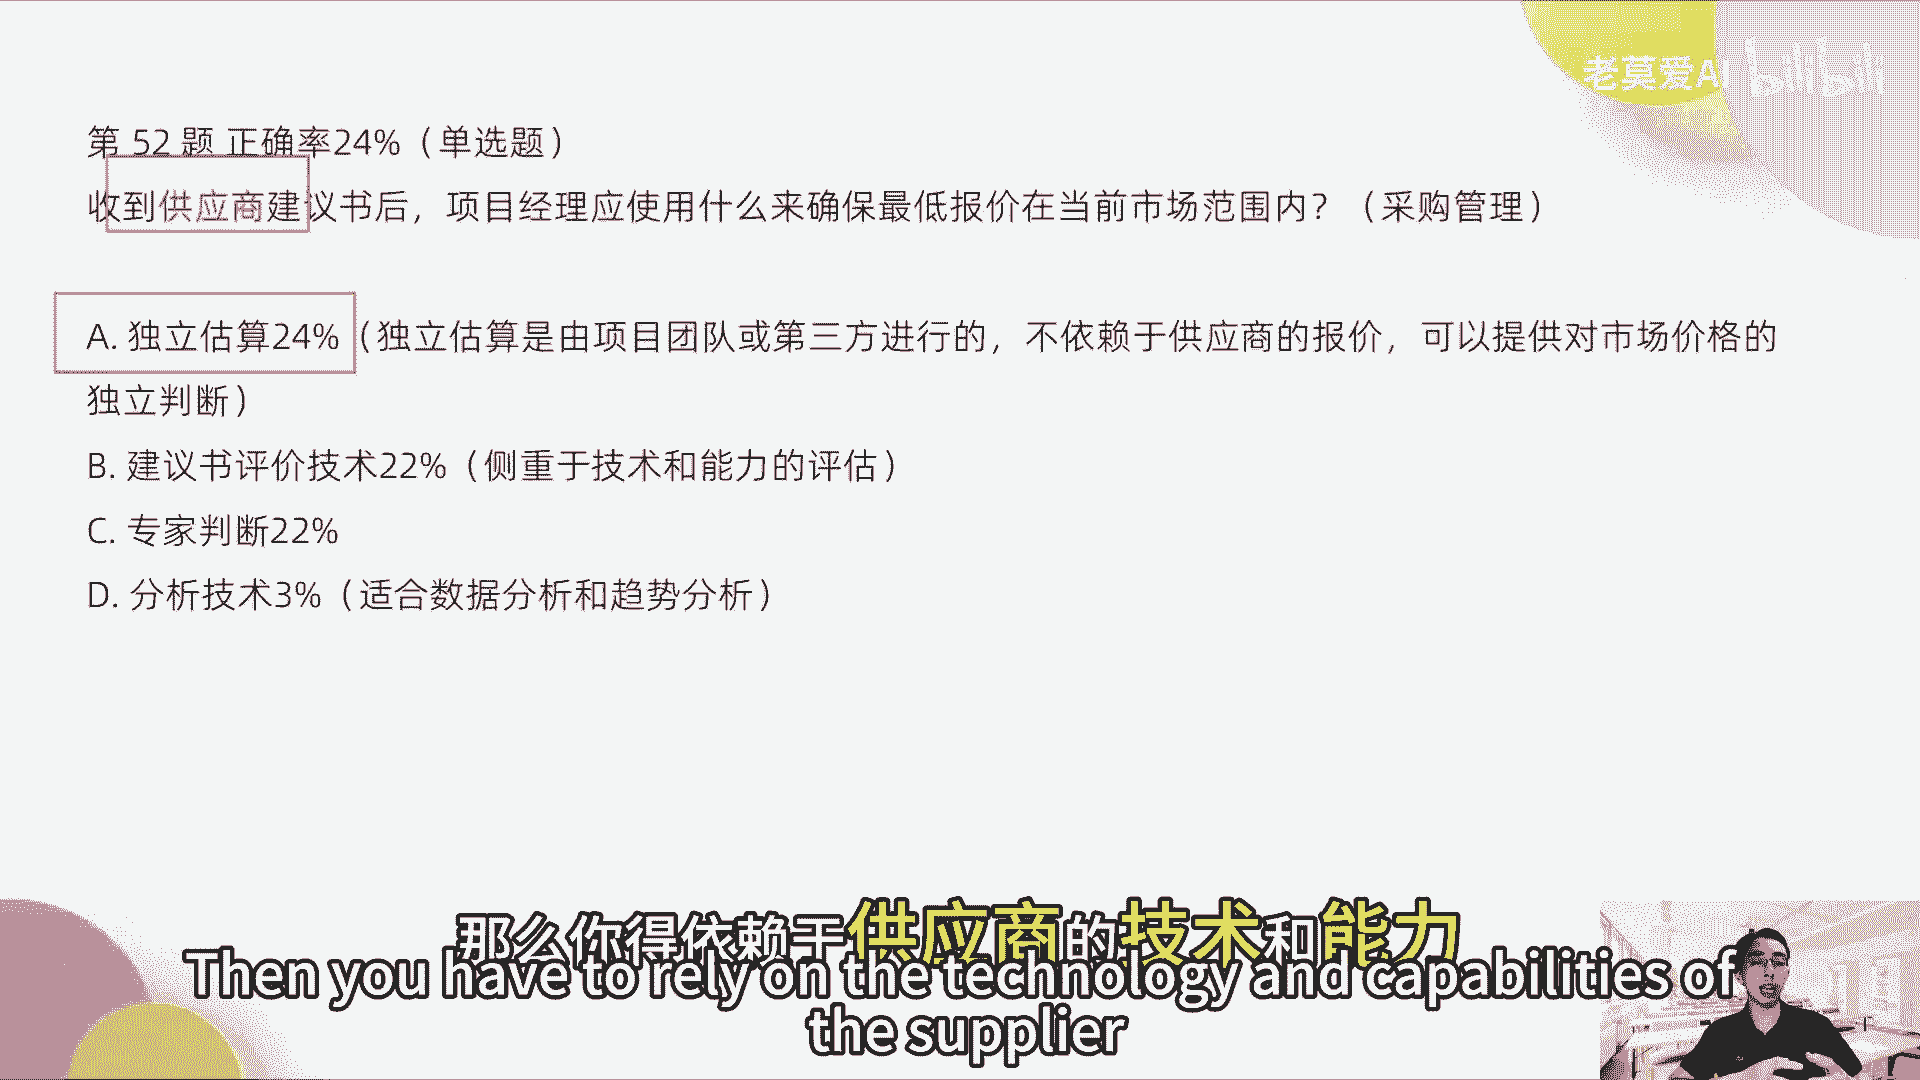 老莫爱AI bilibili
第 52 题 正确率24%（单选题）
收到供应商建议书后，项目经理应使用什么来确保最低报价在当前市场范围内？（采购管理）
A. 独立估算24%（独立估算是由项目团队或第三方进行的，不依赖于供应商的报价，可以提供对市场价格的
独立判断）
B. 建议书评价技术22%（侧重于技术和能力的评估）
C. 专家判断22%
D. 分析技术3%（适合数据分析和趋势分析）
那么你得依赖于供应商的技术和能力
Then you have to rely on the technology and capabilities of
the supplier